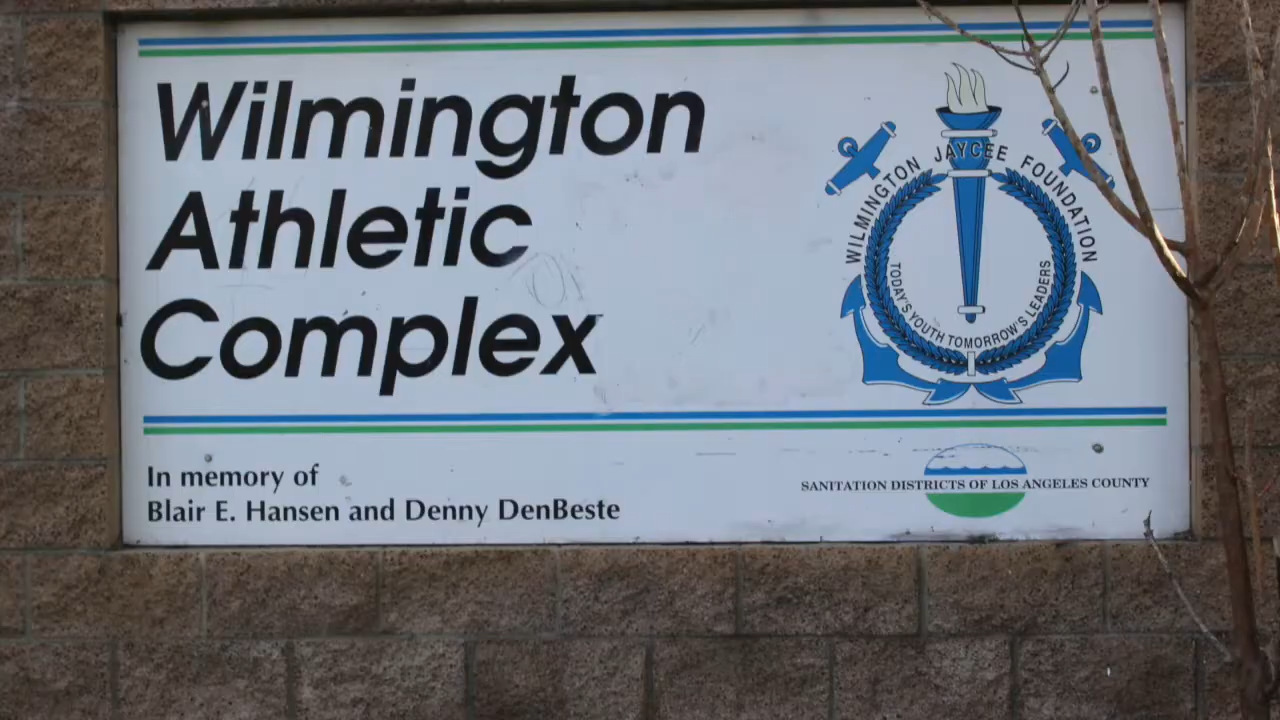 Wilmington
Athletic
Complex
WILMINGTON JAYCEE FOUNDATION
TODAY'S YOUTH TOMORROW'S LEADERS
In memory of
Blair E. Hansen and Denny DenBeste
SANITATION DISTRICTS OF LOS ANGELES COUNTY